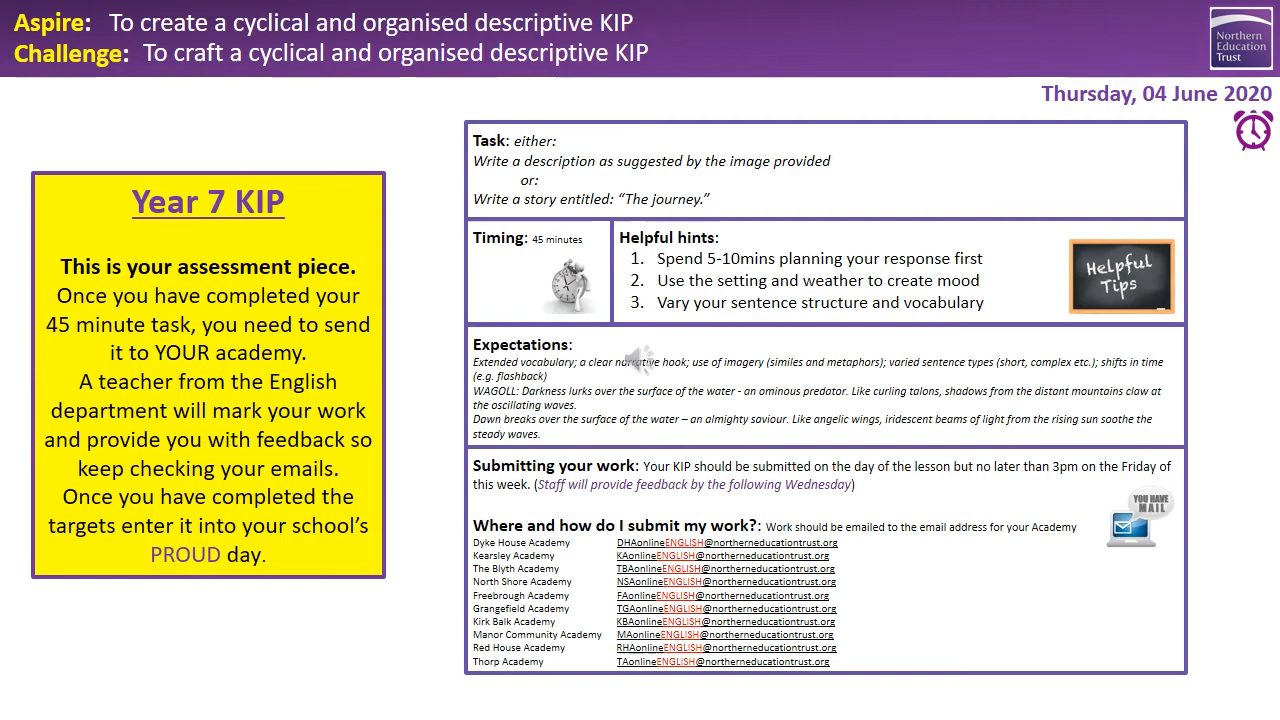 Aspire: To create a cyclical and organised descriptive KIP
Challenge: To craft a cyclical and organised descriptive KIP
Northern
Education
Trust
Thursday, 04 June 2020
Year 7 KIP
This is your assessment piece.
Once you have completed your
45 minute task, you need to send
it to YOUR academy.
A teacher from the English
department will mark your work
and provide you with feedback so
keep checking your emails.
Once you have completed the
targets enter it into your school’s
PROUD day.
Task: either:
Write a description as suggested by the image provided
or:
Write a story entitled: “The journey.”
Timing: 45 minutes
Helpful hints:
1. Spend 5-10mins planning your response first
2. Use the setting and weather to create mood
3. Vary your sentence structure and vocabulary
Helpful
Tips
Expectations:
Extended vocabulary; a clear narrative hook; use of imagery (similes and metaphors); varied sentence types (short, complex etc.); shifts in time
(e.g. flashback)
WAGOLL: Darkness lurks over the surface of the water - an ominous predator. Like curling talons, shadows from the distant mountains claw at
the oscillating waves.
Dawn breaks over the surface of the water – an almighty saviour. Like angelic wings, iridescent beams of light from the rising sun soothe the
steady waves.
Submitting your work: Your KIP should be submitted on the day of the lesson but no later than 3pm on the Friday of
this week. (Staff will provide feedback by the following Wednesday)
YOU HAVE
MAIL
Where and how do I submit my work?: Work should be emailed to the email address for your Academy
Dyke House Academy DHAonlineENGLISH@northerneducationtrust.org
Kearsley Academy KAonlineENGLISH@northerneducationtrust.org
The Blyth Academy TBAonlineENGLISH@northerneducationtrust.org
North Shore Academy NSAonlineENGLISH@northerneducationtrust.org
Freebrough Academy FAonlineENGLISH@northerneducationtrust.org
Grangefield Academy TGAonlineENGLISH@northerneducationtrust.org
Kirk Balk Academy KBAonlineENGLISH@northerneducationtrust.org
Manor Community Academy MAonlineENGLISH@northerneducationtrust.org
Red House Academy RHAonlineENGLISH@northerneducationtrust.org
Thorp Academy TAonlineENGLISH@northerneducationtrust.org